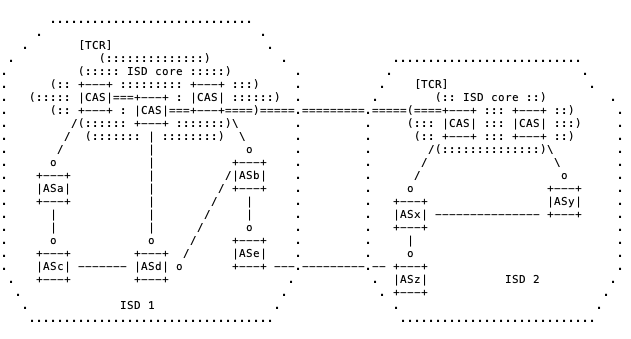 [TCR]
ISD core
[TCR]
ISD core
|CAS| |CAS|
|CAS|
|CAS| |CAS|
|ASa| |ASb|
|ASx| |ASy|
|ASc| |ASd| |ASe|
|ASz| ISD 2
ISD 1